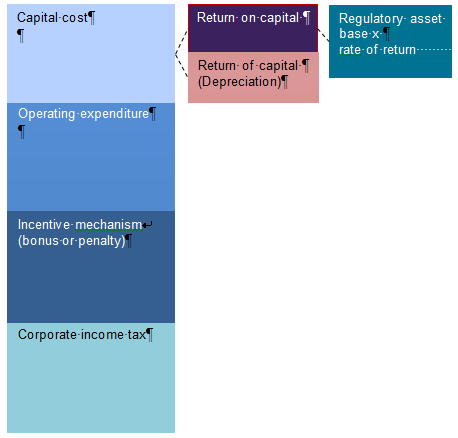 Capital cost¶
¶
Operating expenditure¶
¶
Incentive mechanism↵
(bonus or penalty)¶
Corporate income tax¶
Return on capital ¶
Return of capital ¶
(Depreciation)¶
Regulatory asset
base x ¶
rate of return